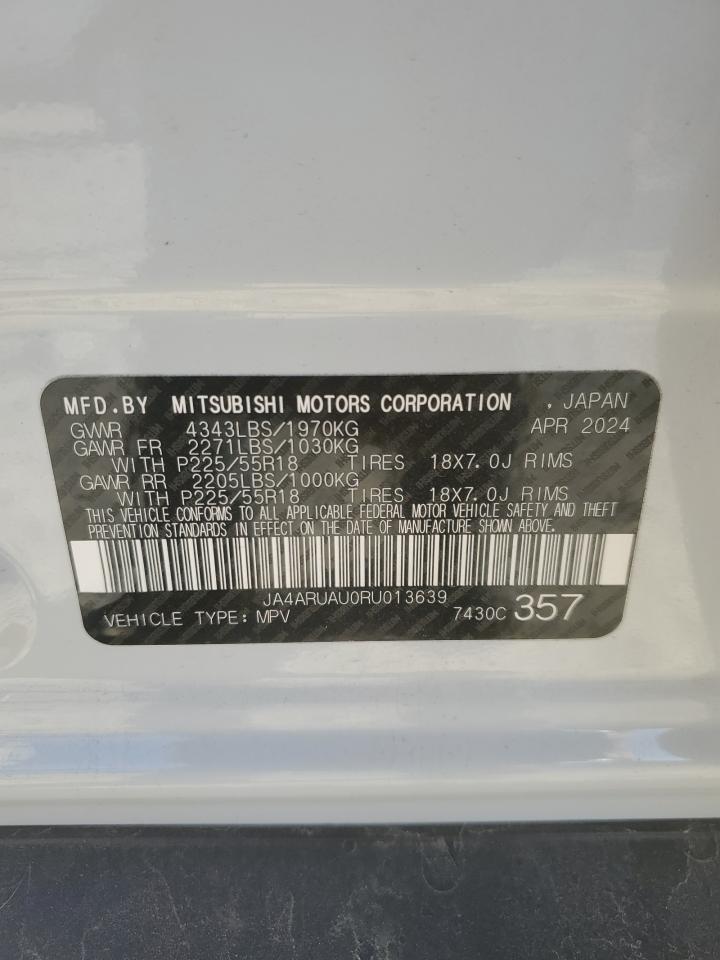 MFD.BY MITSUBISHI MOTORS CORPORATION , JAPAN
GVWR 4343LBS/1970KG APR 2024
GAWR FR 2271LBS/1030KG
WITH P225/55R18 TIRES 18X7.0J RIMS
GAWR RR 2205LBS/1000KG
WITH P225/55R18 TIRES 18X7.0J RIMS
THIS VEHICLE CONFORMS TO ALL APPLICABLE FEDERAL MOTOR VEHICLE SAFETY AND THEFT
PREVENTION STANDARDS IN EFFECT ON THE DATE OF MANUFACTURE SHOWN ABOVE.
JA4ARUAU0RU013639
VEHICLE TYPE: MPV 7430C 357